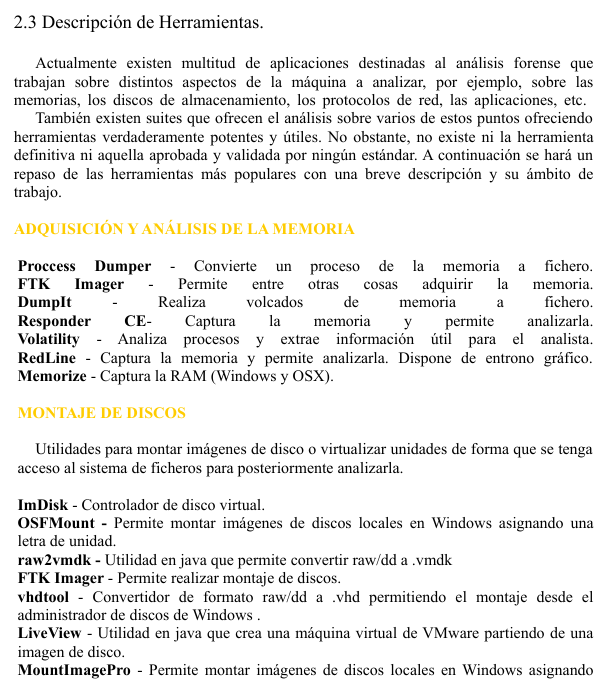 2.3 Descripción de Herramientas.
Actualmente existen multitud de aplicaciones destinadas al análisis forense que
trabajan sobre distintos aspectos de la máquina a analizar, por ejemplo, sobre las
memorias, los discos de almacenamiento, los protocolos de red, las aplicaciones, etc.
También existen suites que ofrecen el análisis sobre varios de estos puntos ofreciendo
herramientas verdaderamente potentes y útiles. No obstante, no existe ni la herramienta
definitiva ni aquella aprobada y validada por ningún estándar. A continuación se hará un
repaso de las herramientas más populares con una breve descripción y su ámbito de
trabajo.
ADQUISICIÓN Y ANÁLISIS DE LA MEMORIA
Proccess Dumper - Convierte un proceso de la memoria a fichero.
FTK Imager - Permite entre otras cosas adquirir la memoria.
DumpIt - Realiza volcados de memoria a fichero.
Responder CE- Captura la memoria y permite analizarla.
Volatility - Analiza procesos y extrae información útil para el analista.
RedLine - Captura la memoria y permite analizarla. Dispone de entrono gráfico.
Memorize - Captura la RAM (Windows y OSX).
MONTAJE DE DISCOS
Utilidades para montar imágenes de disco o virtualizar unidades de forma que se tenga
acceso al sistema de ficheros para posteriormente analizarla.
ImDisk - Controlador de disco virtual.
OSFMount - Permite montar imágenes de discos locales en Windows asignando una
letra de unidad.
raw2vmdk - Utilidad en java que permite convertir raw/dd a .vmdk
FTK Imager - Permite realizar montaje de discos.
vhdtool - Convertidor de formato raw/dd a .vhd permitiendo el montaje desde el
administrador de discos de Windows .
LiveView - Utilidad en java que crea una máquina virtual de VMware partiendo de una
imagen de disco.
MountImagePro - Permite montar imágenes de discos locales en Windows asignando